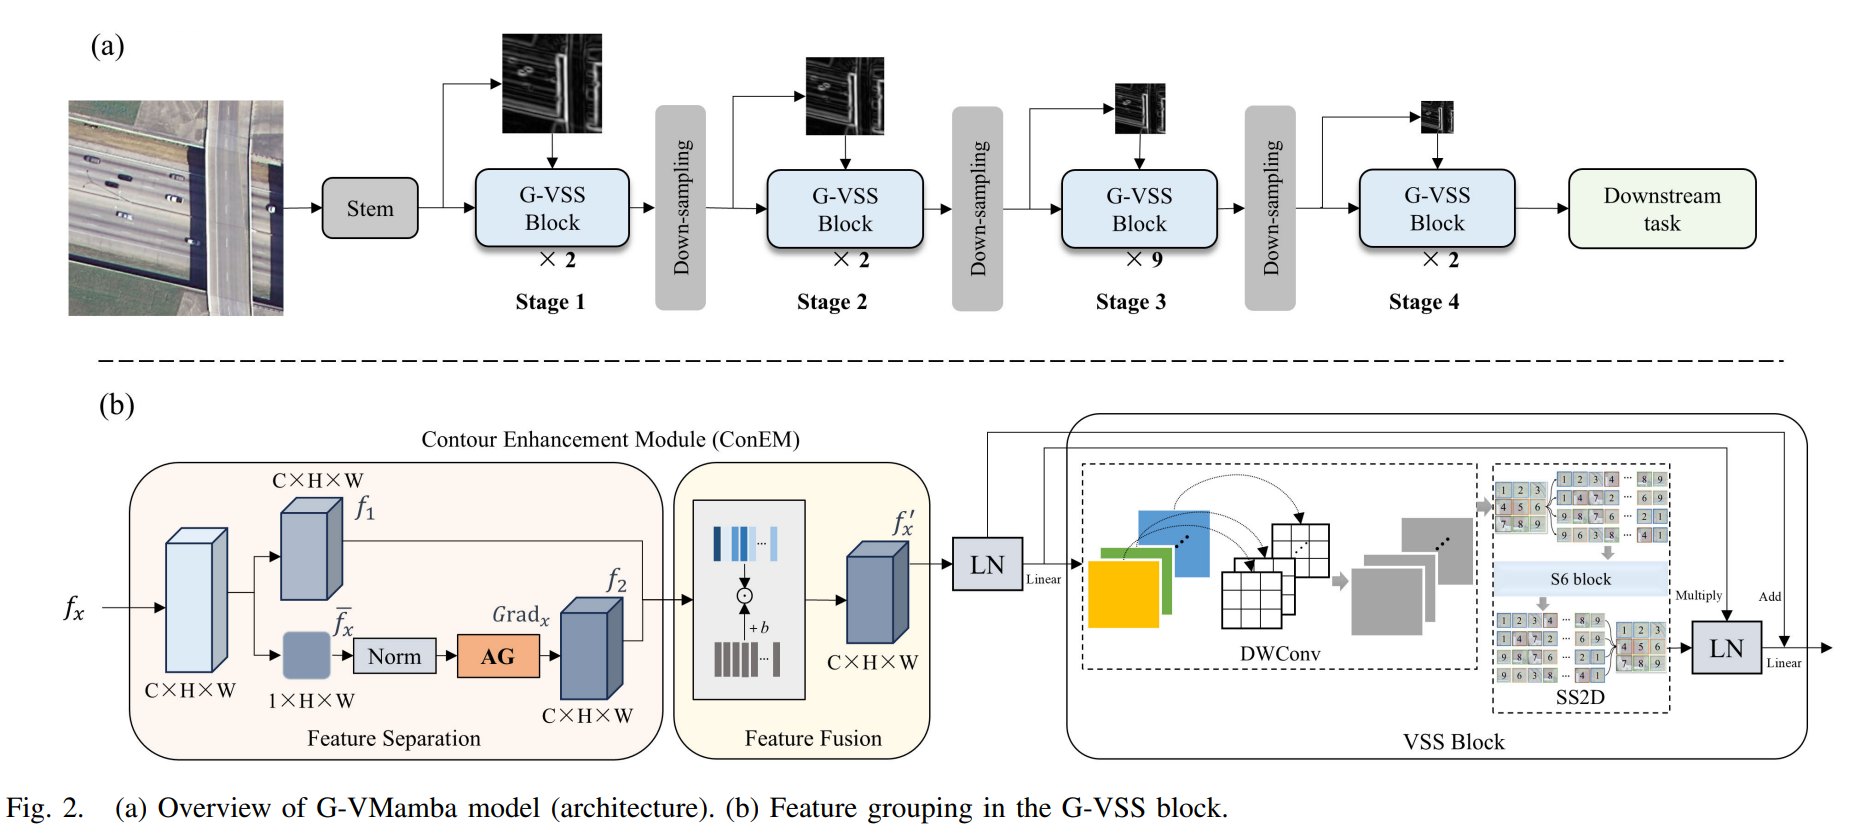 (a)
Stem
G-VSS
Block
× 2
Stage 1
Down-sampling
G-VSS
Block
× 2
Stage 2
Down-sampling
G-VSS
Block
× 9
Stage 3
Down-sampling
G-VSS
Block
× 2
Stage 4
Downstream
task
(b)
Contour Enhancement Module (ConEM)
f_x
C×H×W
C×H×W
f_1
f̅_x
1×H×W
Norm
AG
Grad_x
f_2
C×H×W
Feature Separation
...
⊙
+ b
...
f'_x
C×H×W
Feature Fusion
LN
Linear
DWConv
1 2 3
4 5 6
7 8 9
1 2 3 4 ... 8 9
1 4 7 2 ... 6 9
9 8 7 6 ... 2 1
9 6 3 8 ... 4 1
S6 block
1 2 3 4 ... 8 9
1 4 7 2 ... 6 9
9 8 7 6 ... 2 1
9 6 3 8 ... 4 1
1 2 3
4 5 6
7 8 9
SS2D
Multiply
Add
LN
Linear
VSS Block
Fig. 2. (a) Overview of G-VMamba model (architecture). (b) Feature grouping in the G-VSS block.